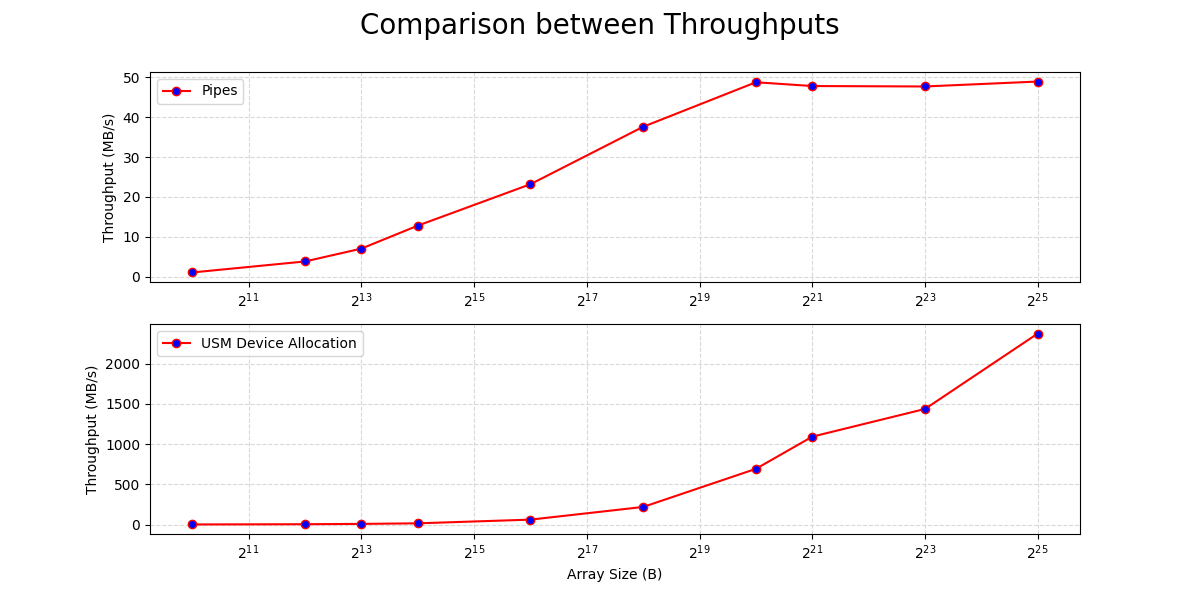 Comparison between Throughputs
Pipes
Throughput (MB/s)
50
40
30
20
10
0
2^11 2^13 2^15 2^17 2^19 2^21 2^23 2^25
USM Device Allocation
Throughput (MB/s)
2000
1500
1000
500
0
2^11 2^13 2^15 2^17 2^19 2^21 2^23 2^25
Array Size (B)